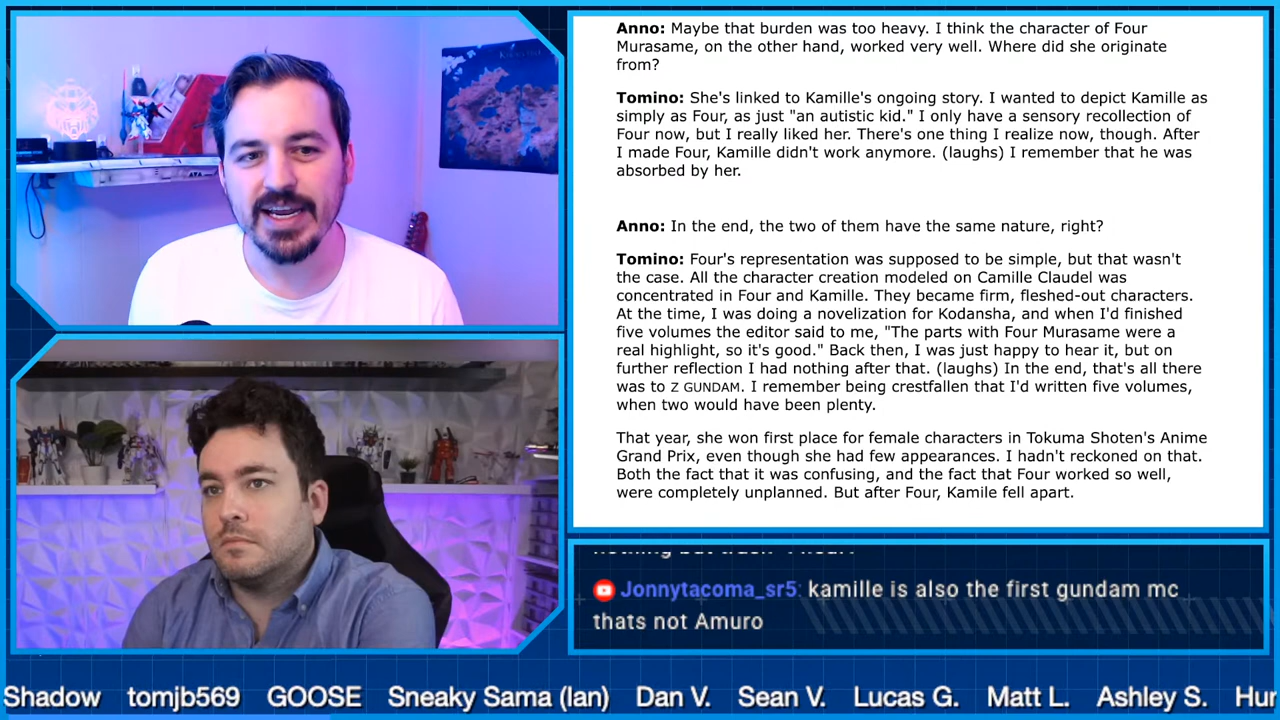 Anno: Maybe that burden was too heavy. I think the character of Four
Murasame, on the other hand, worked very well. Where did she originate
from?
Tomino: She's linked to Kamille's ongoing story. I wanted to depict Kamille as
simply as Four, as just "an autistic kid." I only have a sensory recollection of
Four now, but I really liked her. There's one thing I realize now, though. After
I made Four, Kamille didn't work anymore. (laughs) I remember that he was
absorbed by her.
Anno: In the end, the two of them have the same nature, right?
Tomino: Four's representation was supposed to be simple, but that wasn't
the case. All the character creation modeled on Camille Claudel was
concentrated in Four and Kamille. They became firm, fleshed-out characters.
At the time, I was doing a novelization for Kodansha, and when I'd finished
five volumes the editor said to me, "The parts with Four Murasame were a
real highlight, so it's good." Back then, I was just happy to hear it, but on
further reflection I had nothing after that. (laughs) In the end, that's all there
was to Z GUNDAM. I remember being crestfallen that I'd written five volumes,
when two would have been plenty.
That year, she won first place for female characters in Tokuma Shoten's Anime
Grand Prix, even though she had few appearances. I hadn't reckoned on that.
Both the fact that it was confusing, and the fact that Four worked so well,
were completely unplanned. But after Four, Kamile fell apart.
Jonnytacoma_sr5: kamille is also the first gundam mc
thats not Amuro
Shadow tomjb569 GOOSE Sneaky Sama (Ian) Dan V. Sean V. Lucas G. Matt L. Ashley S. Hur